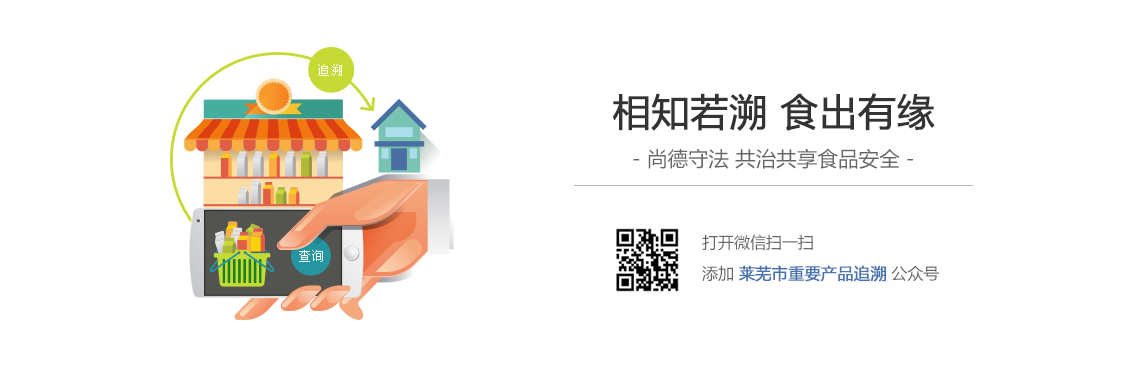 追溯
查询
相知若溯 食出有缘
- 尚德守法 共治共享食品安全 -
打开微信扫一扫
添加 莱芜市重要产品追溯 公众号